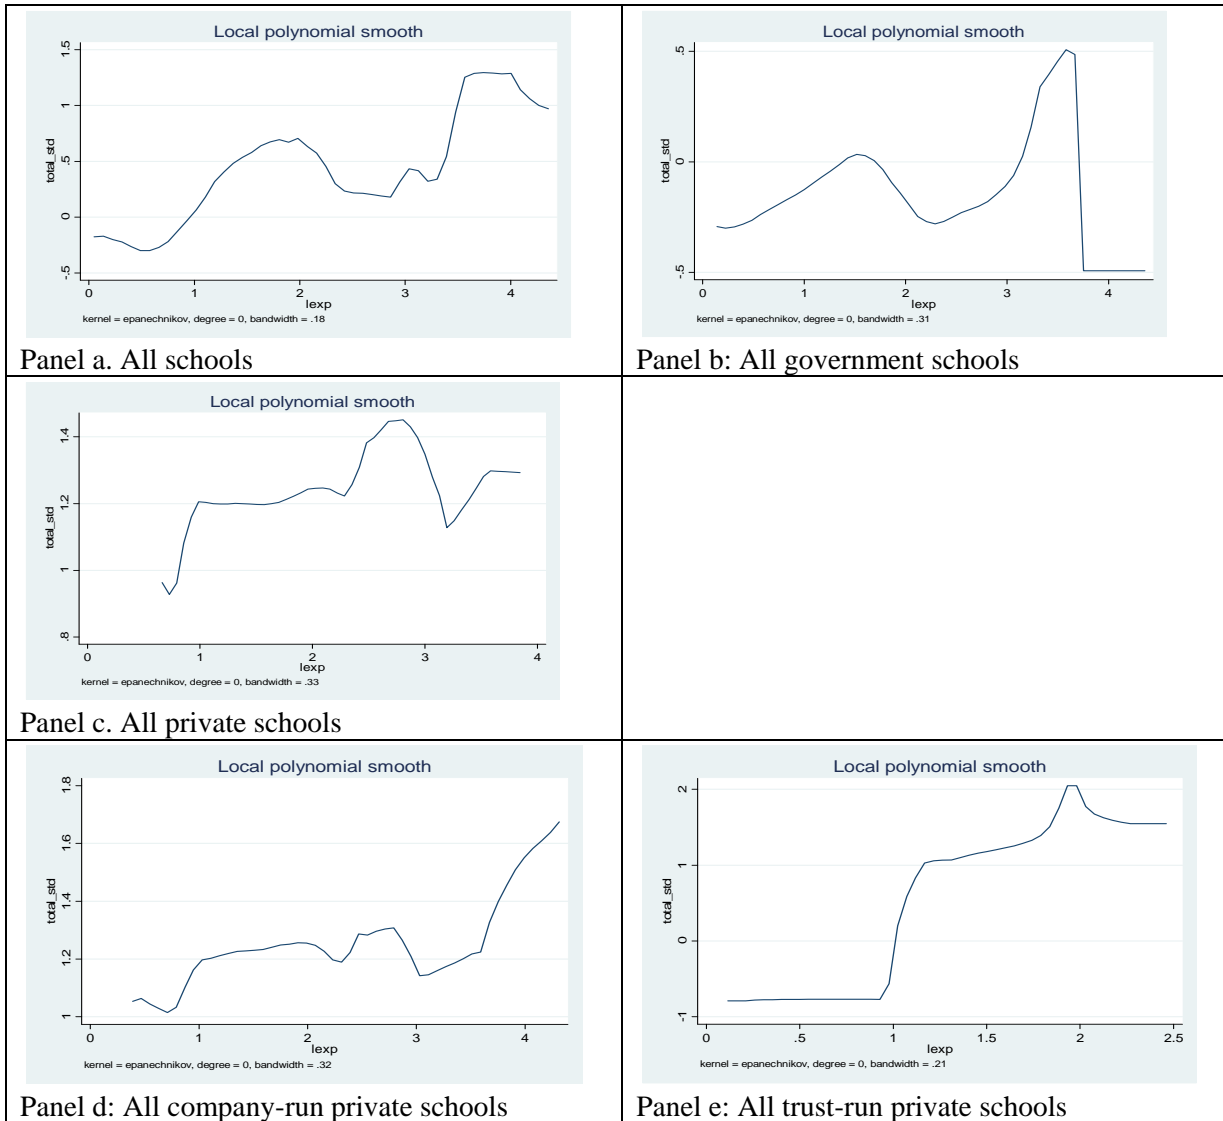 Local polynomial smooth
total_std
1.5
1
.5
0
-.5
0 1 2 3 4
lexp
kernel = epanechnikov, degree = 0, bandwidth = .18
Panel a. All schools
Local polynomial smooth
total_std
.5
0
-.5
0 1 2 3 4
lexp
kernel = epanechnikov, degree = 0, bandwidth = .31
Panel b: All government schools
Local polynomial smooth
total_std
1.4
1.2
1
.8
0 1 2 3 4
lexp
kernel = epanechnikov, degree = 0, bandwidth = .33
Panel c. All private schools
Local polynomial smooth
total_std
1.8
1.6
1.4
1.2
1
0 1 2 3 4
lexp
kernel = epanechnikov, degree = 0, bandwidth = .32
Panel d: All company-run private schools
Local polynomial smooth
total_std
2
1
0
-1
0 .5 1 1.5 2 2.5
lexp
kernel = epanechnikov, degree = 0, bandwidth = .21
Panel e: All trust-run private schools